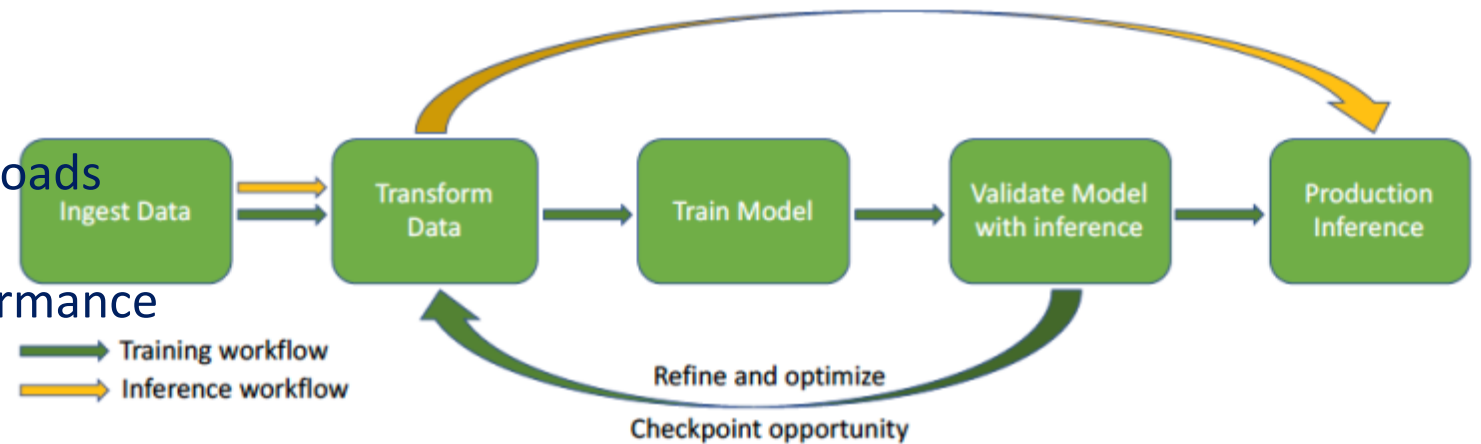 oads
Ingest Data
Transform
Data
Train Model
Validate Model
with inference
Production
Inference
rmance
Training workflow
Inference workflow
Refine and optimize
Checkpoint opportunity